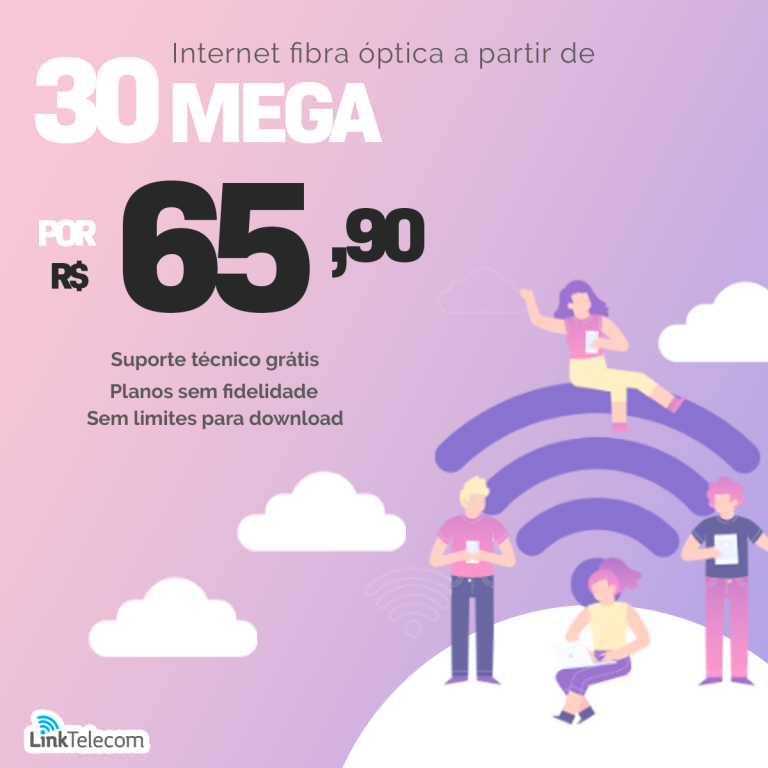 Internet fibra óptica a partir de
30 MEGA
POR
R$ 65,90
Suporte técnico grátis
Planos sem fidelidade
Sem limites para download
LinkTelecom